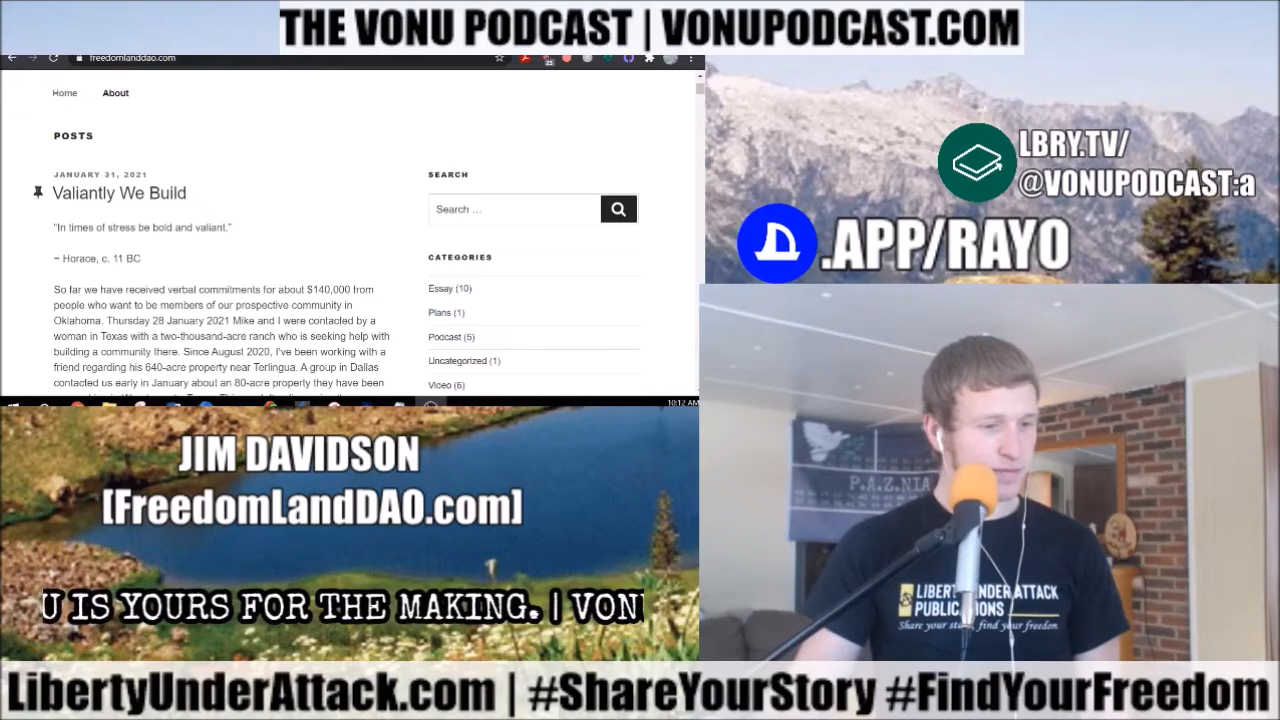 THE VONU PODCAST | VONUPODCAST.COM
freedomlanddao.com
Home About
POSTS
JANUARY 31, 2021
Valiantly We Build
"In times of stress be bold and valiant."
~ Horace, c. 11 BC
So far we have received verbal commitments for about $140,000 from
people who want to be members of our prospective community in
Oklahoma. Thursday 28 January 2021 Mike and I were contacted by a
woman in Texas with a two-thousand-acre ranch who is seeking help with
building a community there. Since August 2020, I've been working with a
friend regarding his 640-acre property near Terlingua. A group in Dallas
contacted us early in January about an 80-acre property they have been
SEARCH
Search …
CATEGORIES
Essay (10)
Plans (1)
Podcast (5)
Uncategorized (1)
Video (6)
10:12 AM
LBRY.TV/
@VONUPODCAST:a
.APP/RAYO
JIM DAVIDSON
[FreedomLandDAO.com]
U IS YOURS FOR THE MAKING. | VON
P.A.Z.NIA
LIBERTY UNDER ATTACK
PUBLICATIONS
Share your story, find your freedom
LibertyUnderAttack.com | #ShareYourStory #FindYourFreedom